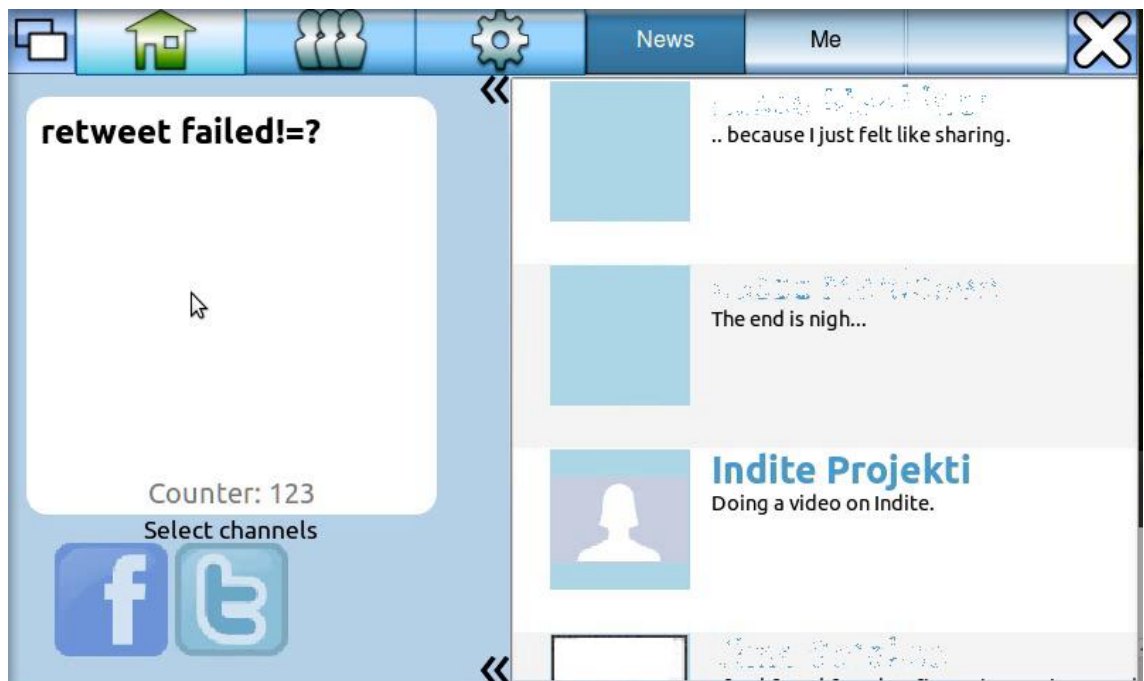 News
Me
retweet failed!=?
Counter: 123
Select channels
f
t
.. because I just felt like sharing.
The end is nigh...
Indite Projekti
Doing a video on Indite.